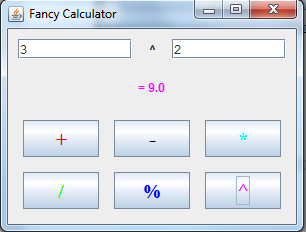 Fancy Calculator
3 ^ 2
= 9.0
+ - *
/ % ^